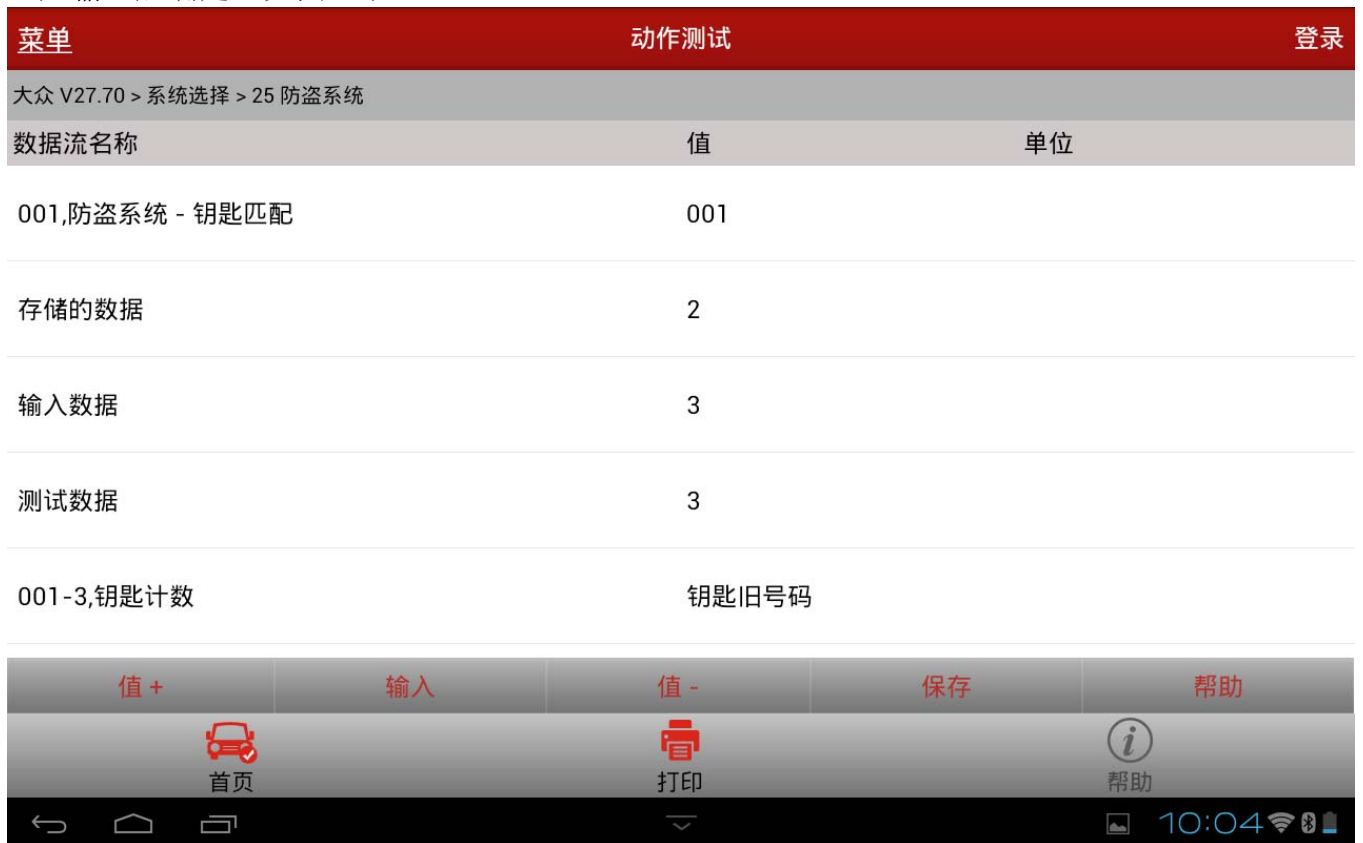 菜单 动作测试 登录
大众 V27.70 > 系统选择 > 25 防盗系统
数据流名称 值 单位
001,防盗系统 - 钥匙匹配 001
存储的数据 2
输入数据 3
测试数据 3
001-3,钥匙计数 钥匙旧号码
值 + 输入 值 - 保存 帮助
首页 打印 帮助
10:04